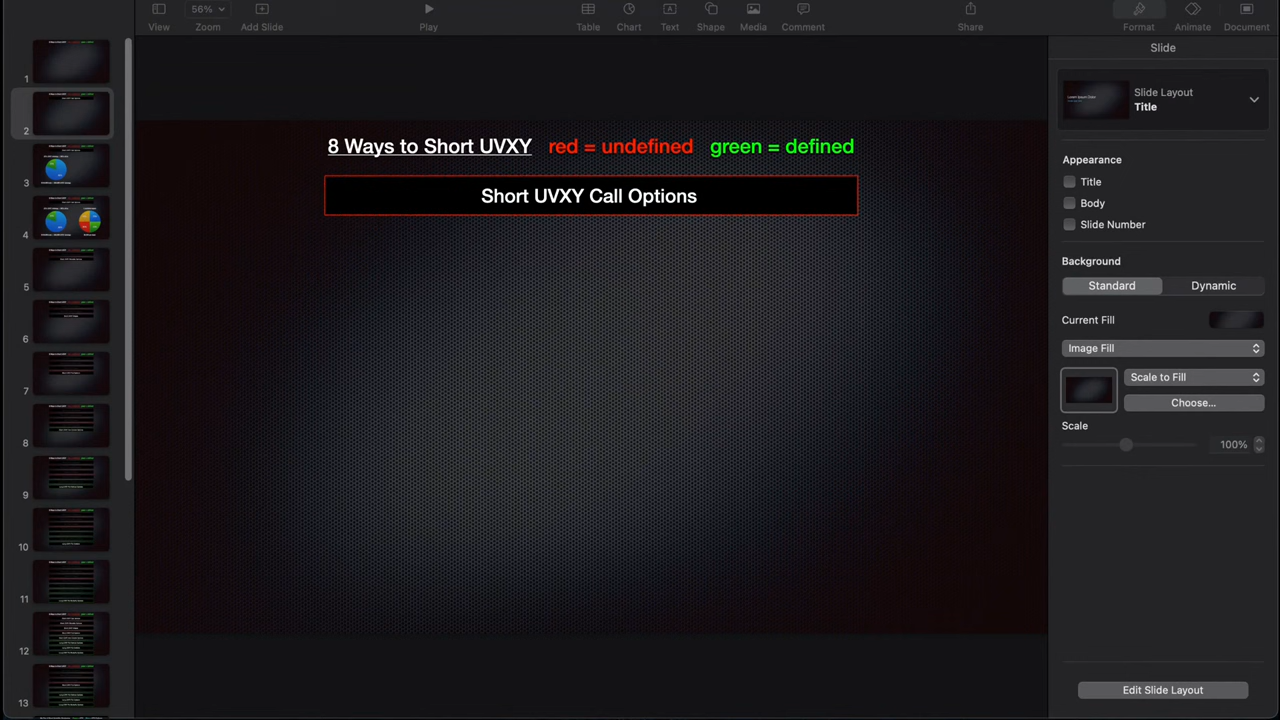 56%
View
Zoom
Add Slide
Play
Table
Chart
Text
Shape
Media
Comment
Share
Format
Animate
Document
Slide
Slide Layout
Title
Appearance
Title
Body
Slide Number
Background
Standard
Dynamic
Current Fill
Image Fill
Scale to Fill
Choose...
Scale
100%
Edit Slide Layout
1
2
3
4
5
6
7
8
9
10
11
12
13
8 Ways to Short UVXY red = undefined green = defined
Short UVXY Call Options